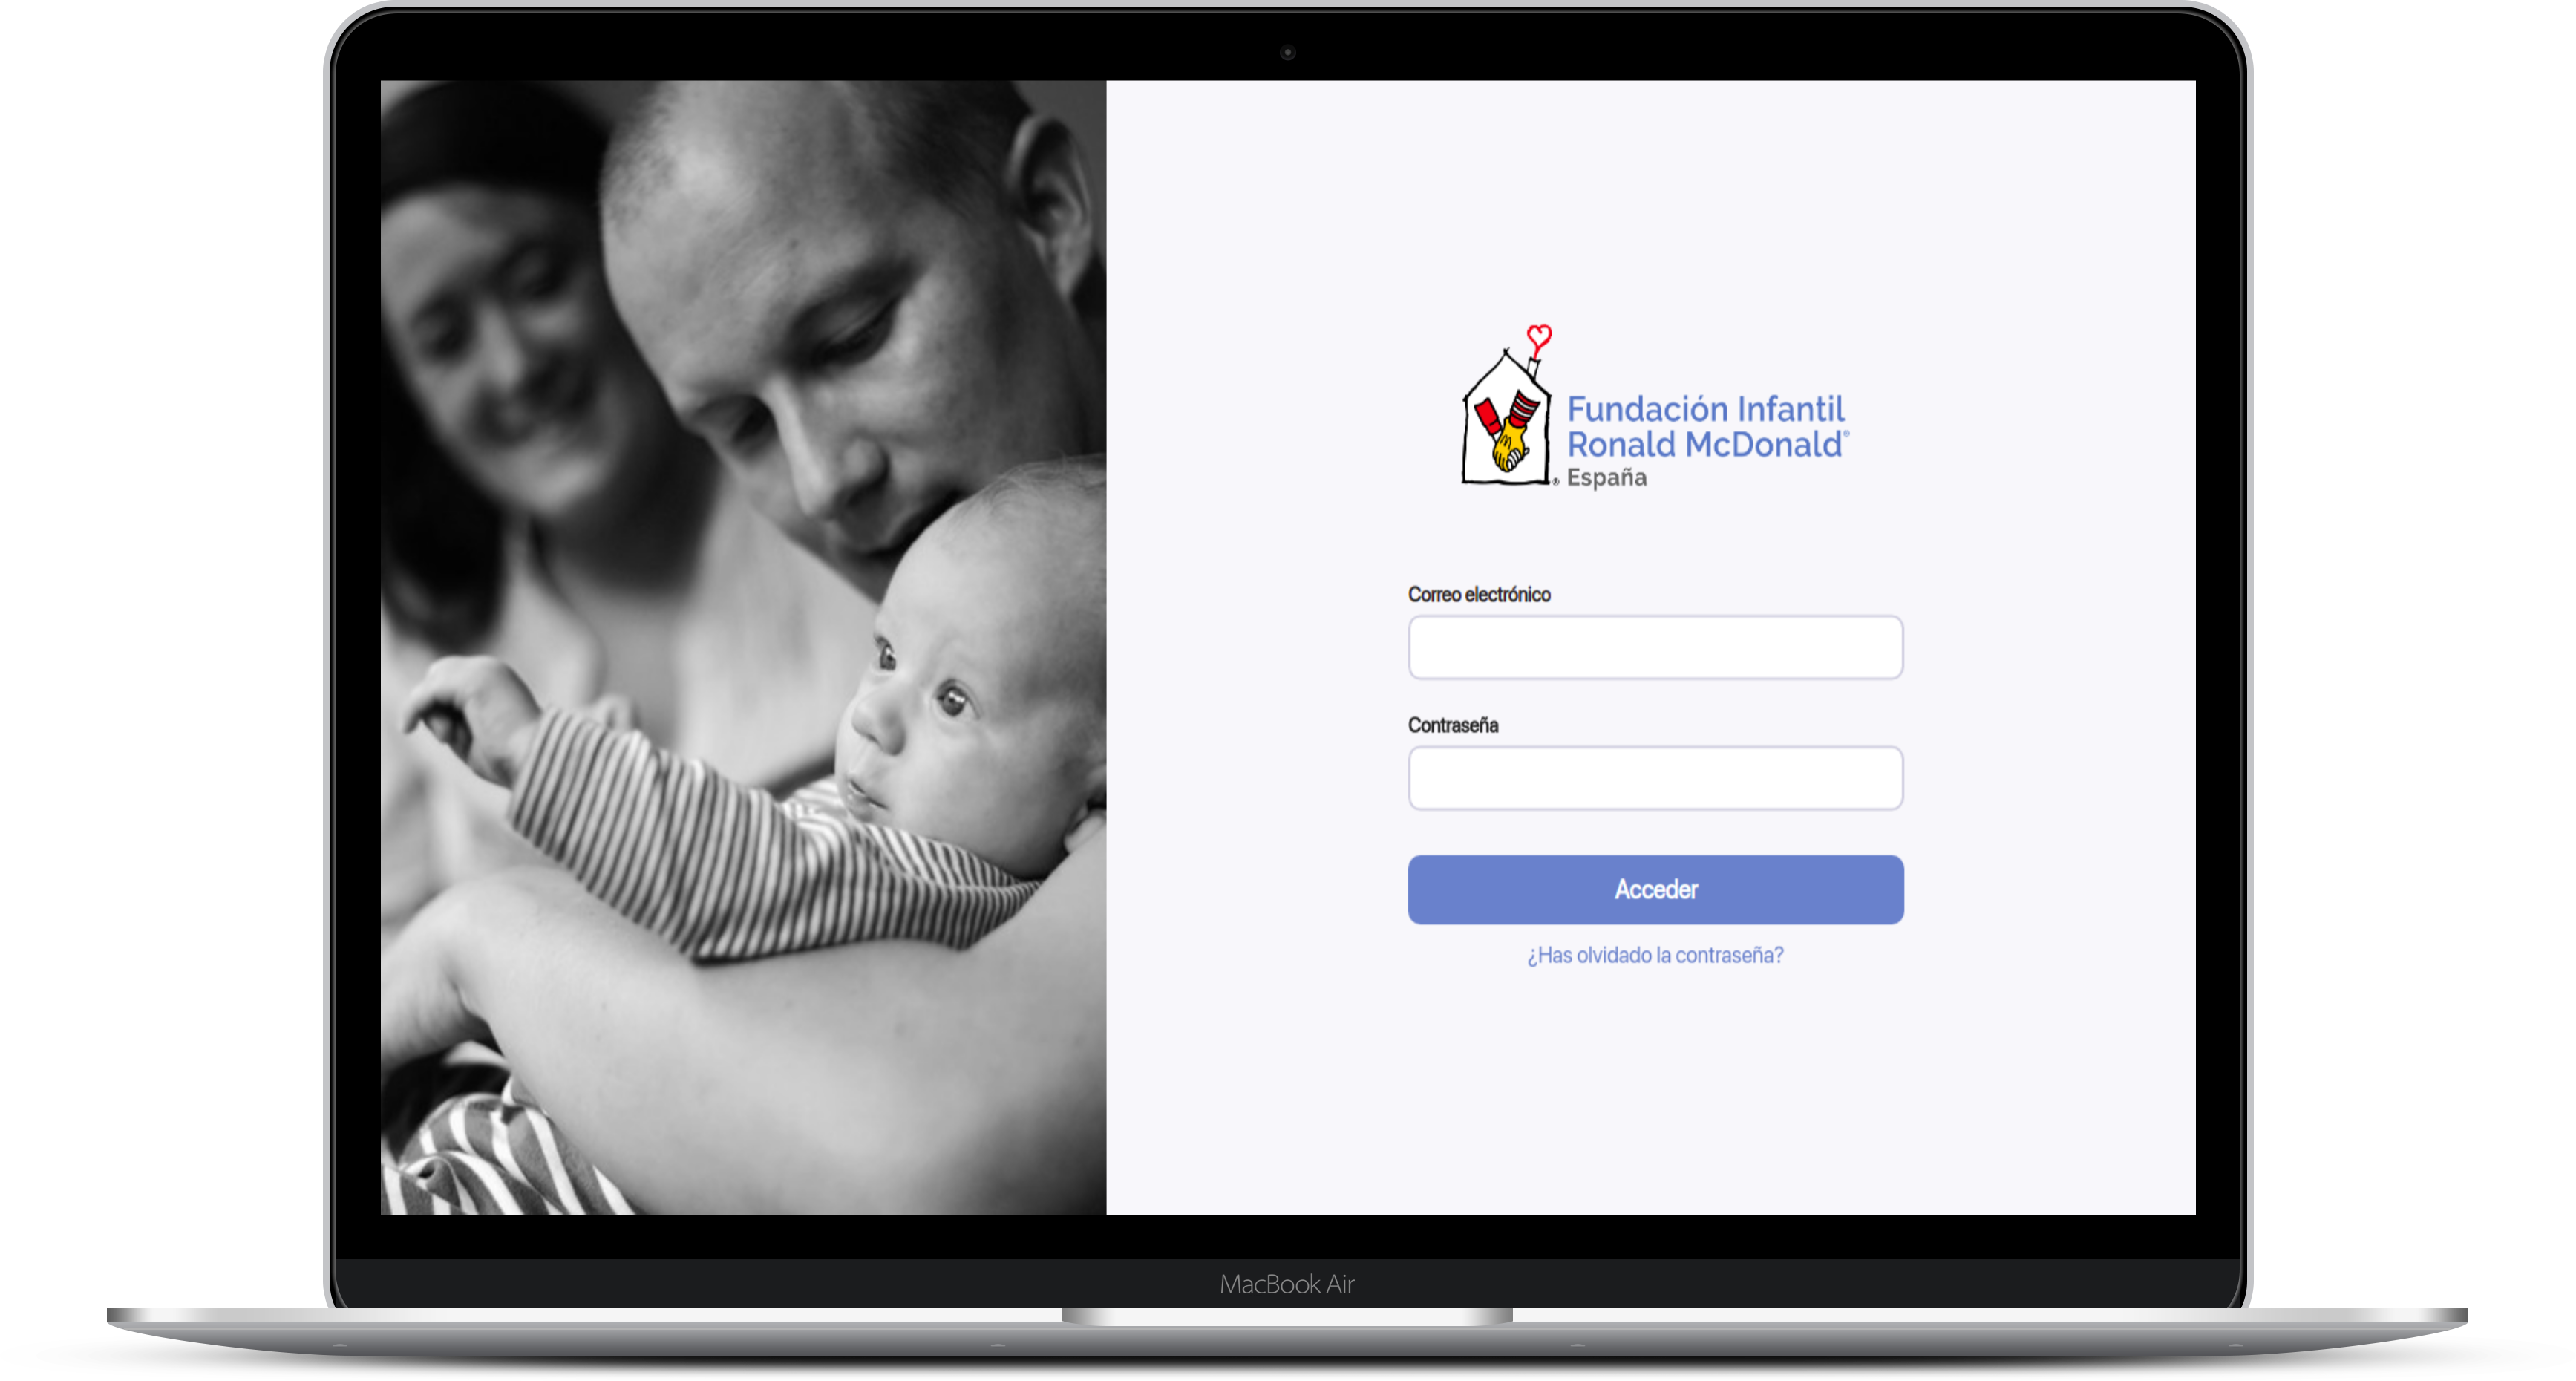 Fundación Infantil
Ronald McDonald®
España
®
Correo electrónico
Contraseña
Acceder
¿Has olvidado la contraseña?
MacBook Air